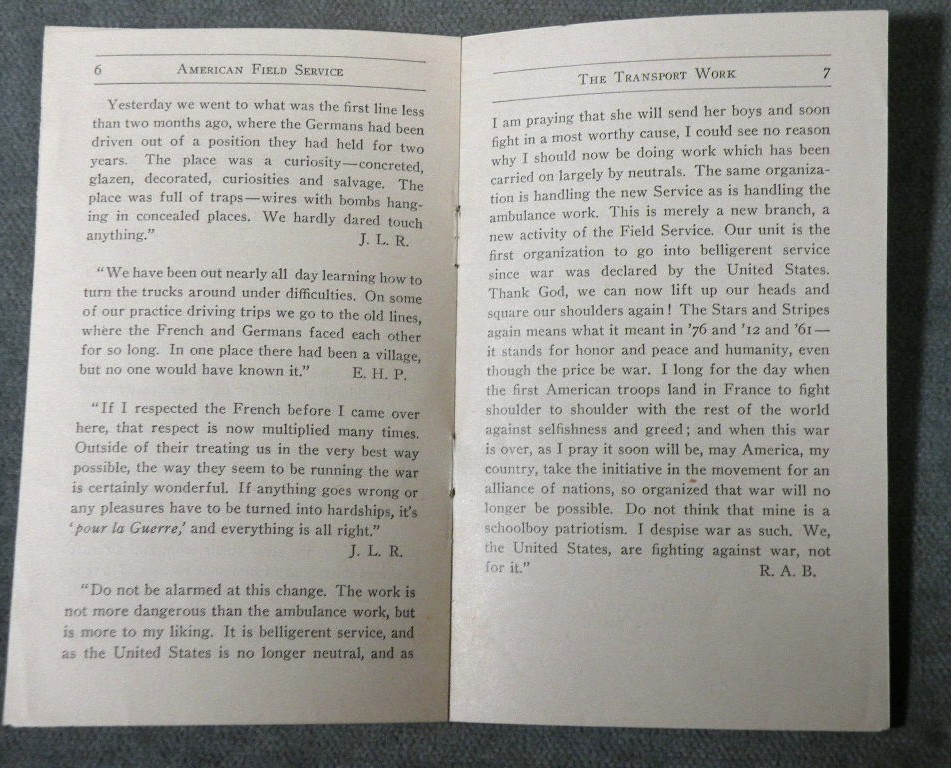 6 AMERICAN FIELD SERVICE
Yesterday we went to what was the first line less
than two months ago, where the Germans had been
driven out of a position they had held for two
years. The place was a curiosity—concreted,
glazen, decorated, curiosities and salvage. The
place was full of traps—wires with bombs hang-
ing in concealed places. We hardly dared touch
anything.” J. L. R.
“We have been out nearly all day learning how to
turn the trucks around under difficulties. On some
of our practice driving trips we go to the old lines,
where the French and Germans faced each other
for so long. In one place there had been a village,
but no one would have known it.” E. H. P.
“If I respected the French before I came over
here, that respect is now multiplied many times.
Outside of their treating us in the very best way
possible, the way they seem to be running the war
is certainly wonderful. If anything goes wrong or
any pleasures have to be turned into hardships, it’s
‘pour la Guerre,’ and everything is all right.”
J. L. R.
“Do not be alarmed at this change. The work is
not more dangerous than the ambulance work, but
is more to my liking. It is belligerent service, and
as the United States is no longer neutral, and as
THE TRANSPORT WORK 7
I am praying that she will send her boys and soon
fight in a most worthy cause, I could see no reason
why I should now be doing work which has been
carried on largely by neutrals. The same organiza-
tion is handling the new Service as is handling the
ambulance work. This is merely a new branch, a
new activity of the Field Service. Our unit is the
first organization to go into belligerent service
since war was declared by the United States.
Thank God, we can now lift up our heads and
square our shoulders again! The Stars and Stripes
again means what it meant in ’76 and ’12 and ’61—
it stands for honor and peace and humanity, even
though the price be war. I long for the day when
the first American troops land in France to fight
shoulder to shoulder with the rest of the world
against selfishness and greed; and when this war
is over, as I pray it soon will be, may America, my
country, take the initiative in the movement for an
alliance of nations, so organized that war will no
longer be possible. Do not think that mine is a
schoolboy patriotism. I despise war as such. We,
the United States, are fighting against war, not
for it.” R. A. B.